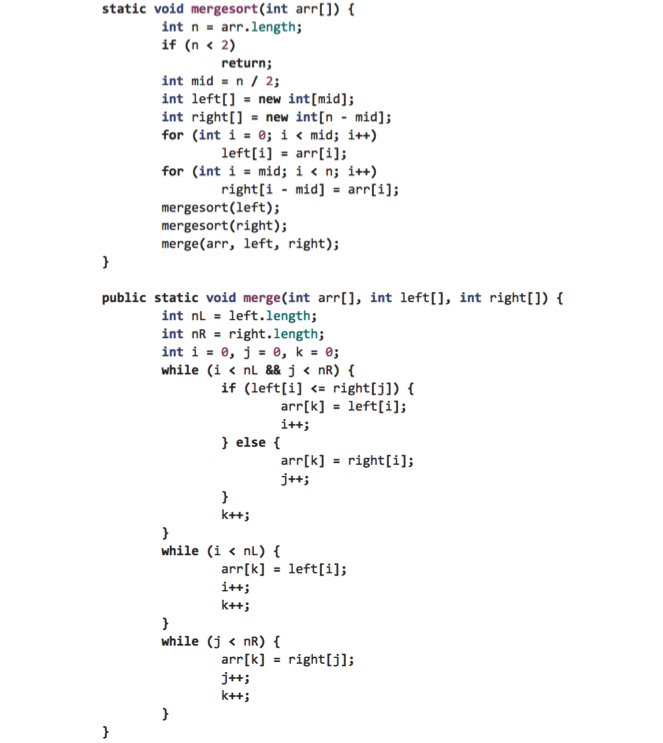 static void mergesort(int arr[]) {
int n = arr.length;
if (n < 2)
return;
int mid = n / 2;
int left[] = new int[mid];
int right[] = new int[n - mid];
for (int i = 0; i < mid; i++)
left[i] = arr[i];
for (int i = mid; i < n; i++)
right[i - mid] = arr[i];
mergesort(left);
mergesort(right);
merge(arr, left, right);
}
public static void merge(int arr[], int left[], int right[]) {
int nL = left.length;
int nR = right.length;
int i = 0, j = 0, k = 0;
while (i < nL && j < nR) {
if (left[i] <= right[j]) {
arr[k] = left[i];
i++;
} else {
arr[k] = right[i];
j++;
}
k++;
}
while (i < nL) {
arr[k] = left[i];
i++;
k++;
}
while (j < nR) {
arr[k] = right[j];
j++;
k++;
}
}